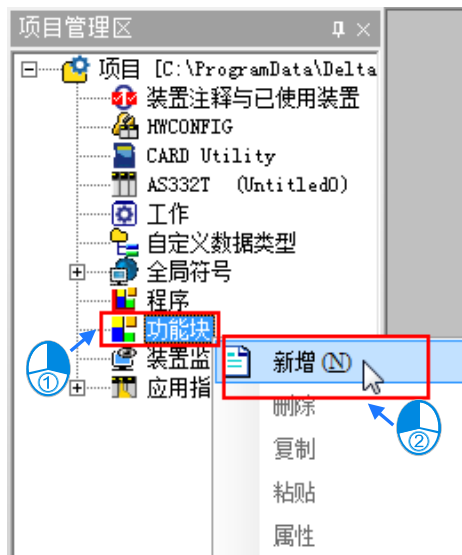 项目管理区
项目 [C:\ProgramData\Delta
装置注释与已使用装置
HWCONFIG
CARD Utility
AS332T (Untitled0)
工作
自定义数据类型
全局符号
程序
功能块
装置监
应用指
①
新增(N)
②
删除
复制
粘贴
属性